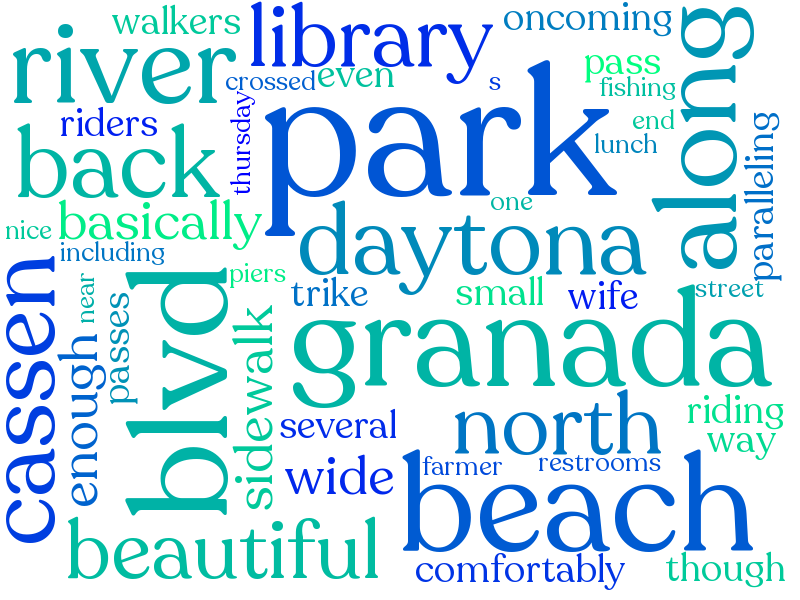 walkers
library
oncoming
along
river
crossed
even
s
pass
fishing
riders
thursday
park
end
lunch
paralleling
back
basically
nice
including
one
daytona
piers
trike
small
wife
street
cassen
near
passes
enough
blvd
sidewalk
granada
several
north
riding
way
wide
farmer
restrooms
beach
beautiful
comfortably
though